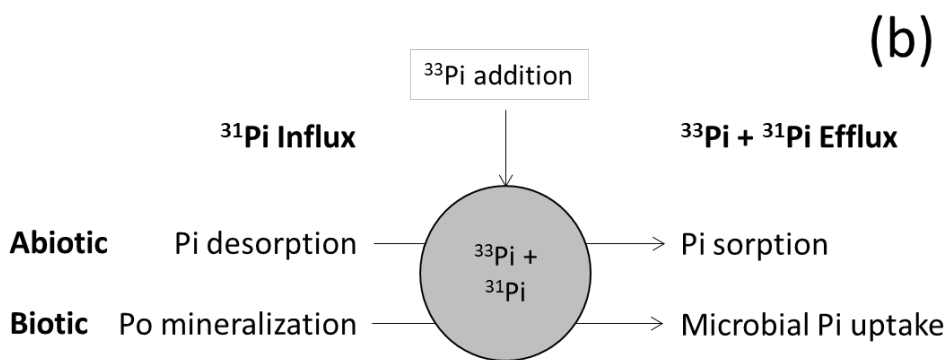 (b)
³³Pi addition
³¹Pi Influx
³³Pi + ³¹Pi Efflux
Abiotic Pi desorption
³³Pi +
³¹Pi
Pi sorption
Biotic Po mineralization
Microbial Pi uptake